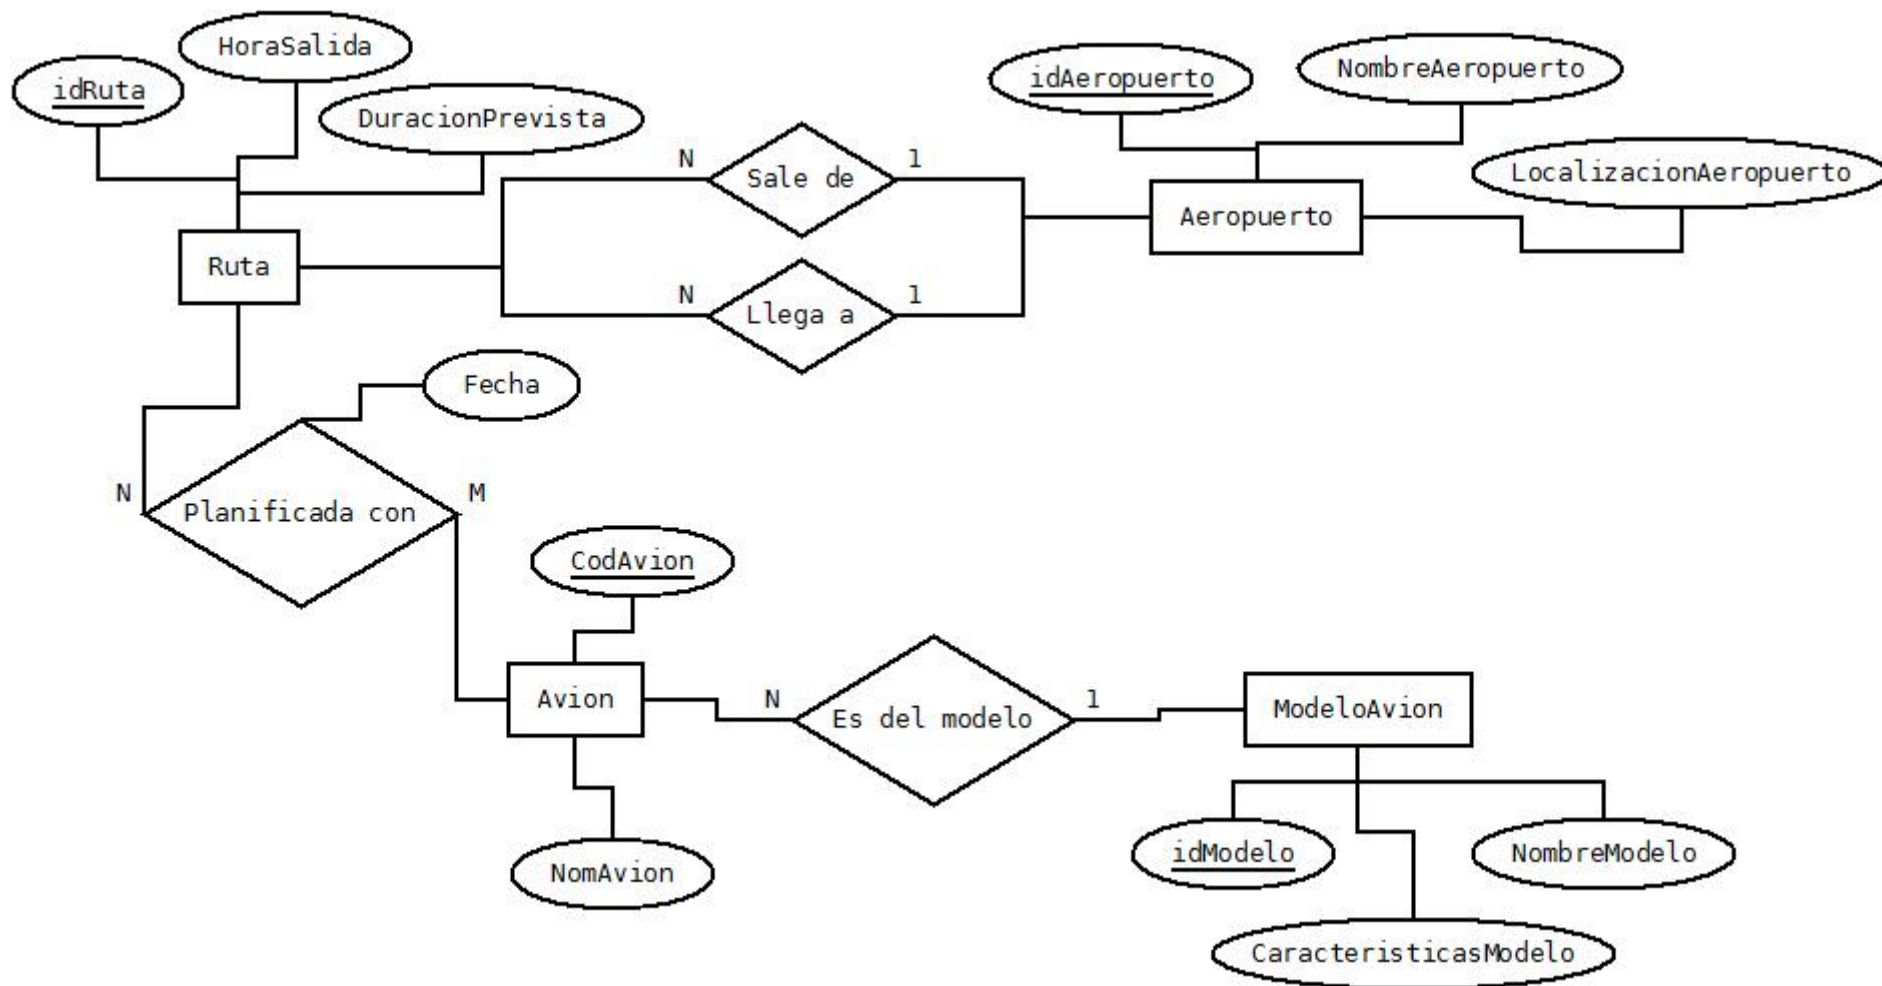 HoraSalida
idRuta
DuracionPrevista
idAeropuerto
NombreAeropuerto
LocalizacionAeropuerto
N
Sale de
1
Aeropuerto
Ruta
N
Llega a
1
Fecha
N
Planificada con
M
CodAvion
Avion
N
Es del modelo
1
ModeloAvion
NomAvion
idModelo
NombreModelo
CaracteristicasModelo